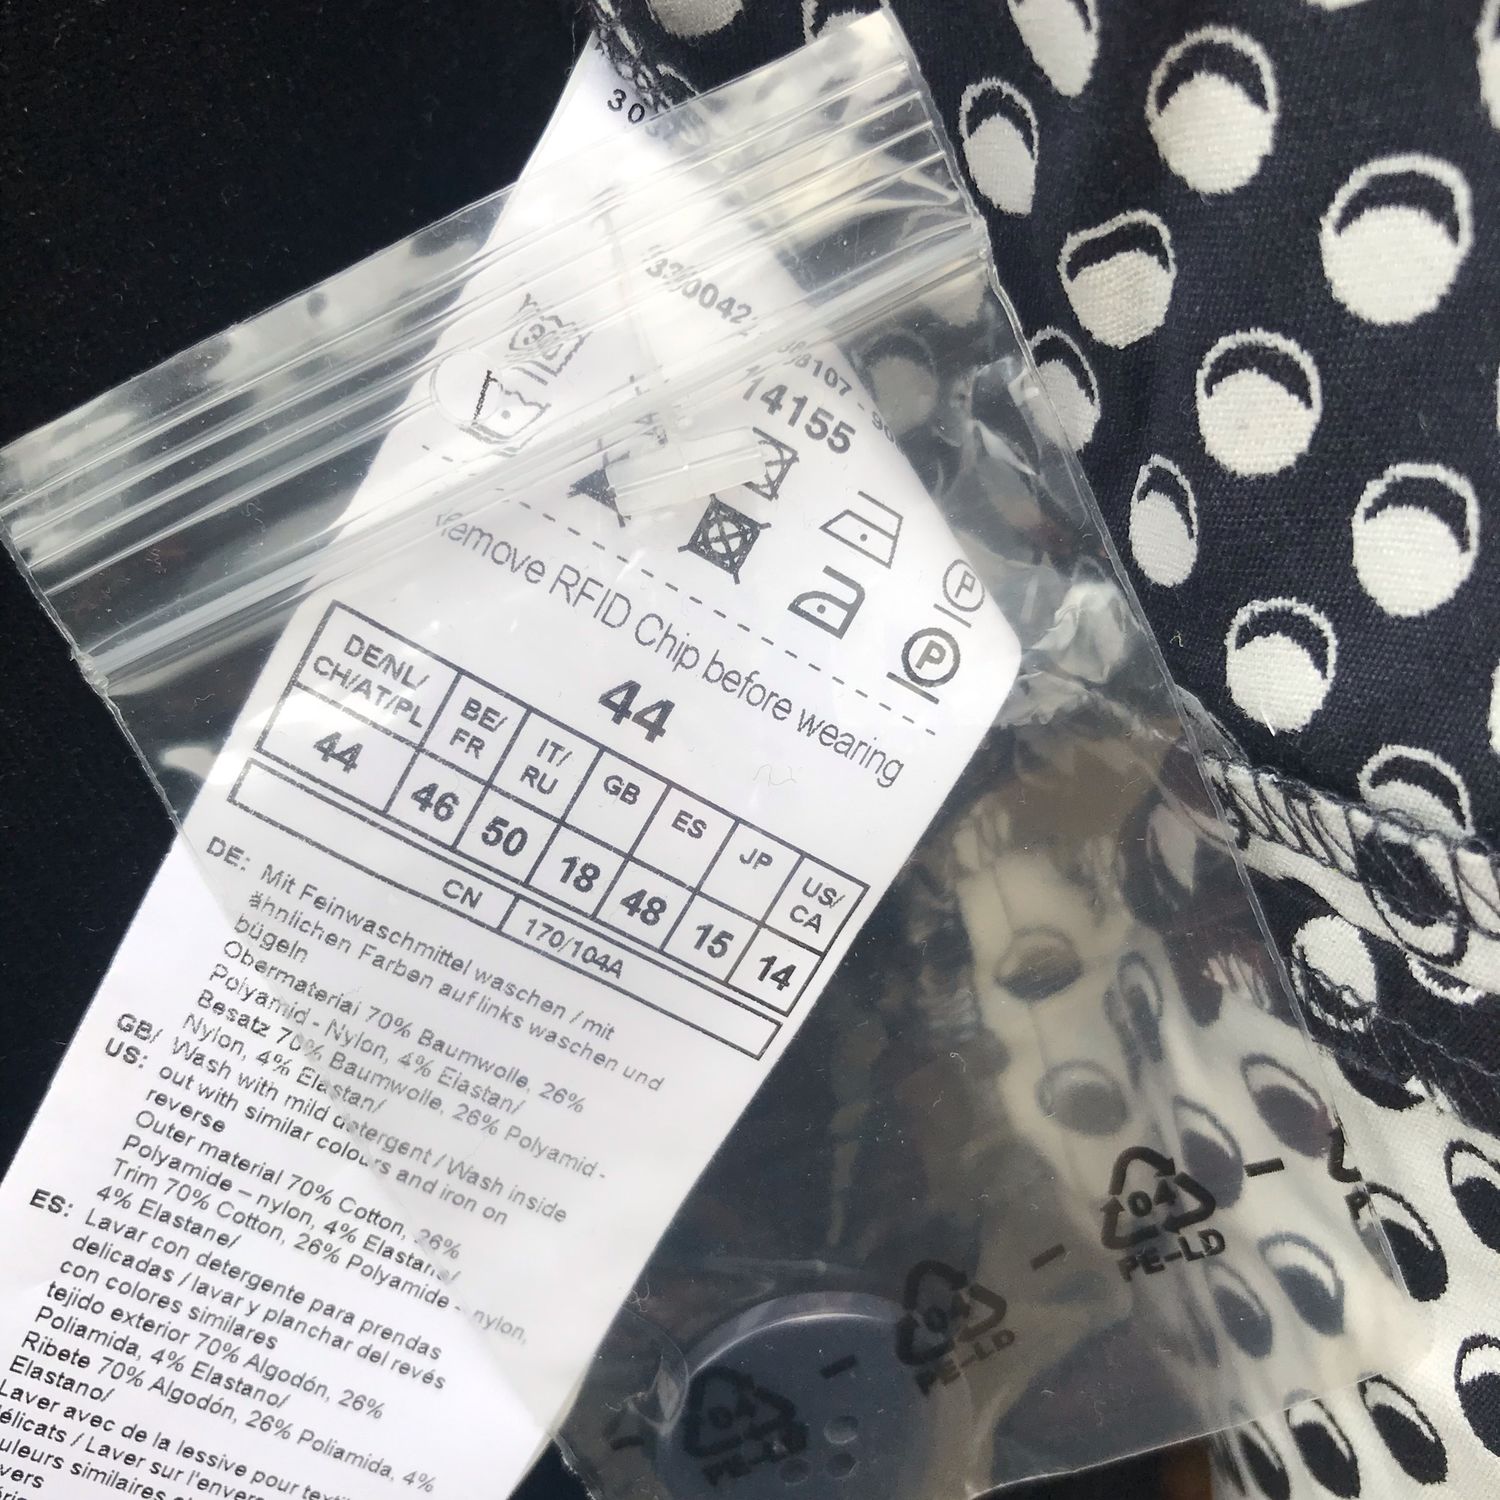 14155
Remove RFID Chip before wearing
44
DE/NL/ CH/AT/PL BE/ FR IT/ RU GB ES JP US/ CA
44 46 50 18 48 15 14
CN 170/104A
DE: Mit Feinwaschmittel waschen / mit
ähnlichen Farben auf links waschen und
bügeln
Obermaterial 70% Baumwolle, 26%
Polyamid - Nylon, 4% Elastan/
Besatz 70% Baumwolle, 26% Polyamid -
Nylon, 4% Elastan/
GB/ US: Wash with mild detergent / Wash inside
out with similar colours and iron on
reverse
Outer material 70% Cotton, 26%
Polyamide – nylon, 4% Elastane/
Trim 70% Cotton, 26% Polyamide - nylon,
4% Elastane/
ES: Lavar con detergente para prendas
delicadas / lavar y planchar del revés
con colores similares
tejido exterior 70% Algodón, 26%
Poliamida, 4% Elastano/
Ribete 70% Algodón, 26% Poliamida, 4%
Elastano/
Laver avec de la lessive pour
/ Laver sur l'envers
similaires
P
P
04
PE-LD
04
PE-LD
04